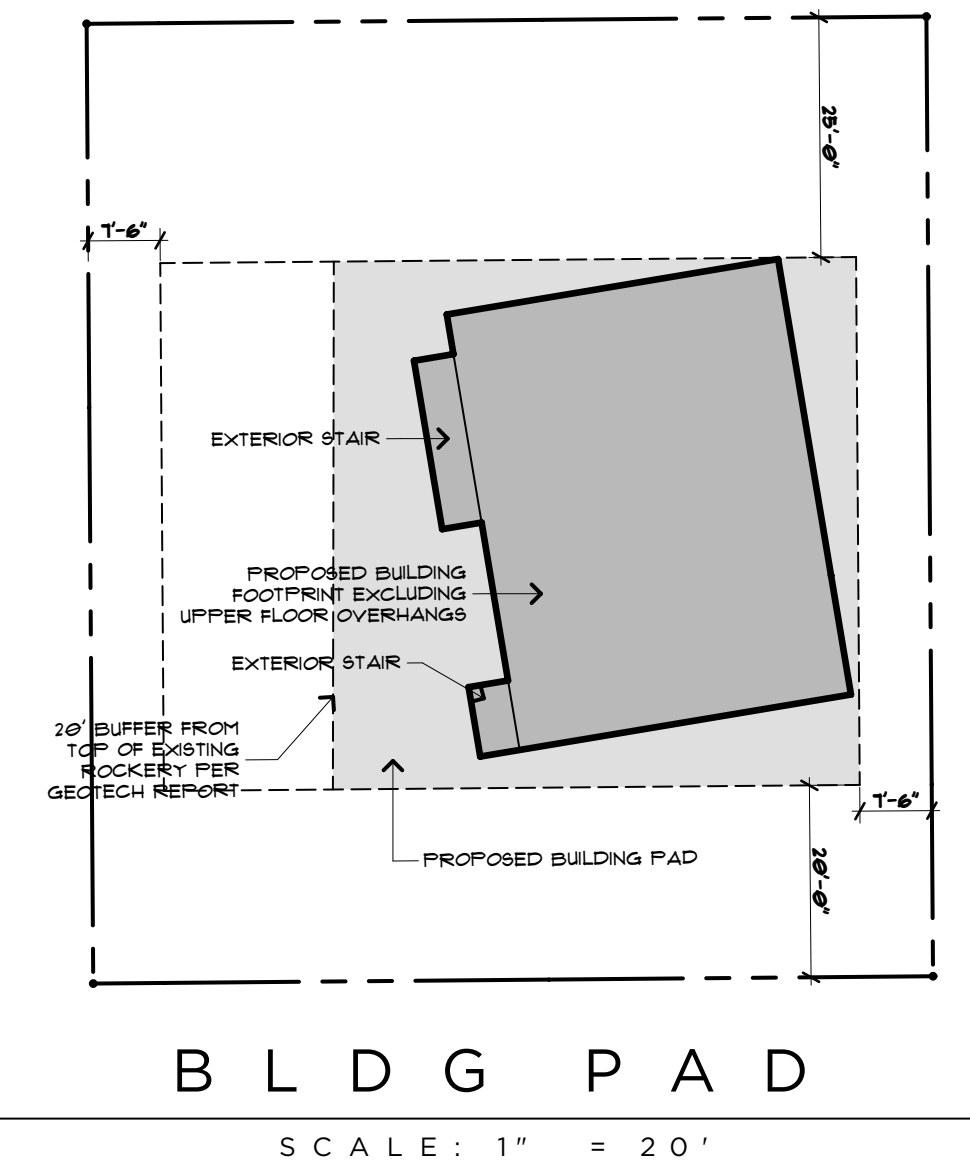 25'-0"
7'-6"
EXTERIOR STAIR
PROPOSED BUILDING
FOOTPRINT EXCLUDING
UPPER FLOOR OVERHANGS
EXTERIOR STAIR
20' BUFFER FROM
TOP OF EXISTING
ROCKERY PER
GEOTECH REPORT
7'-6"
PROPOSED BUILDING PAD
20'-0"
BLDG PAD
SCALE: 1" = 20'